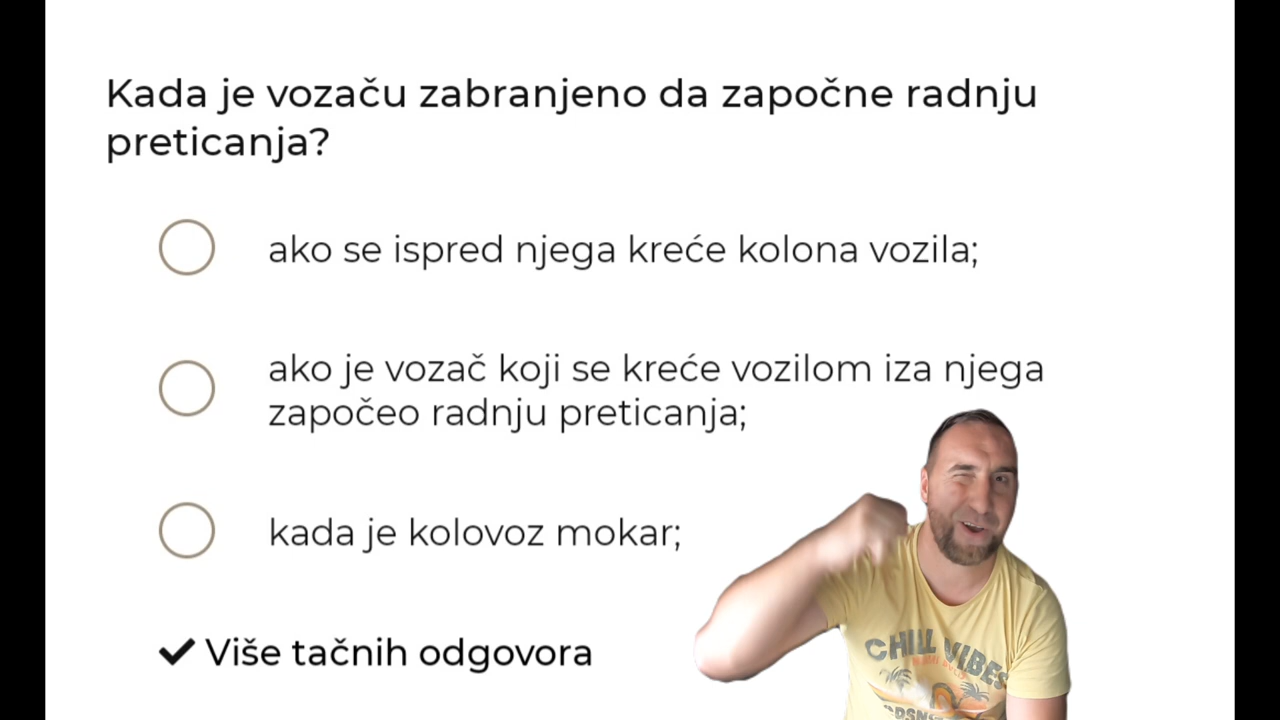 Kada je vozaču zabranjeno da započne radnju
preticanja?
ako se ispred njega kreće kolona vozila;
ako je vozač koji se kreće vozilom iza njega
započeo radnju preticanja;
kada je kolovoz mokar;
Više tačnih odgovora
CHILL VIBES